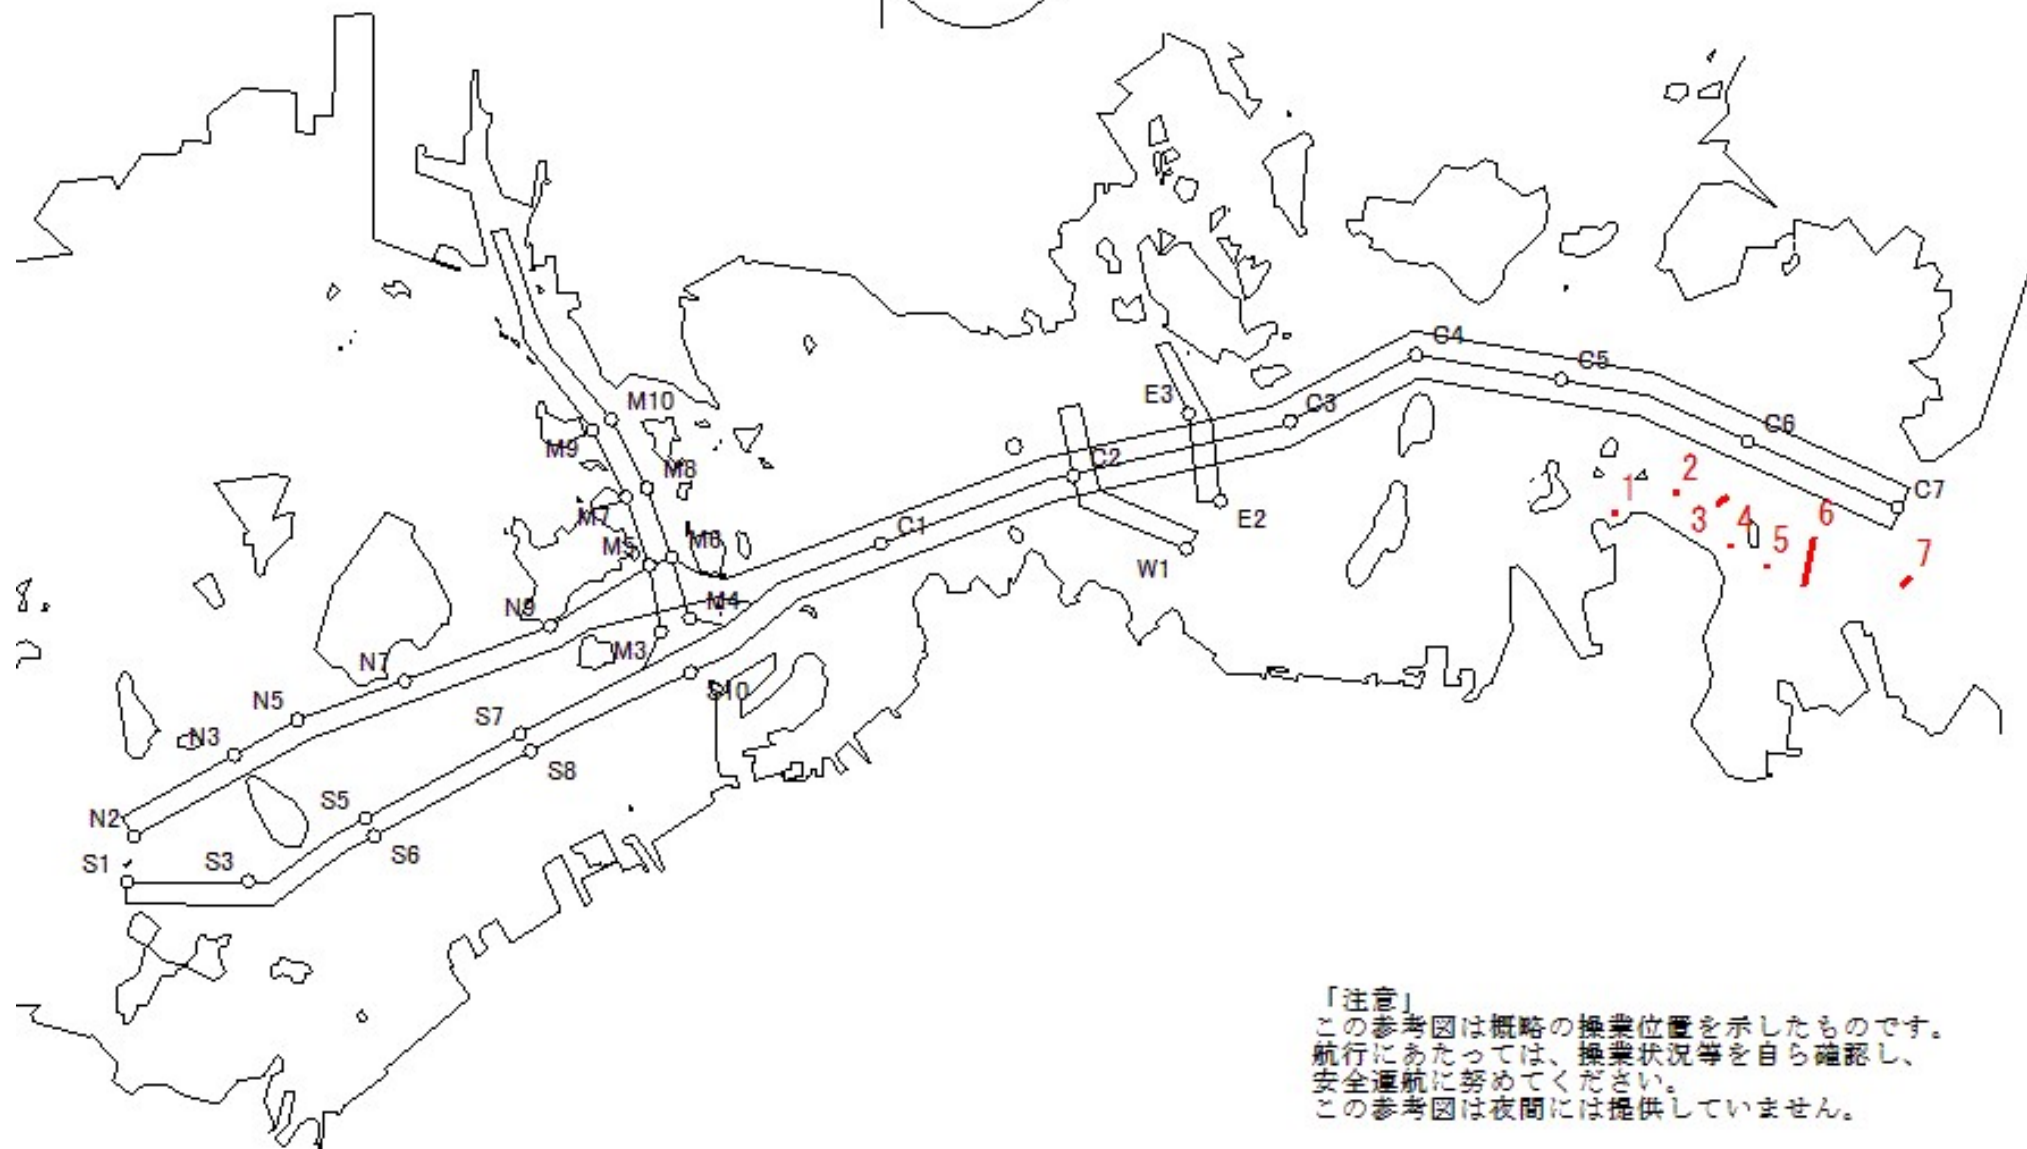 C4
C5
M10
E3
C3
C6
M9
C2
M8
2
1
C7
M7
E2
3
4
6
C1
M5
M6
5
W1
7
N9
M4
M3
N7
S10
N5
S7
N3
S8
S5
N2
S6
S1
S3
「注意」
この参考図は概略の操業位置を示したものです。
航行にあたっては、操業状況等を自ら確認し、
安全運航に努めてください。
この参考図は夜間には提供していません。